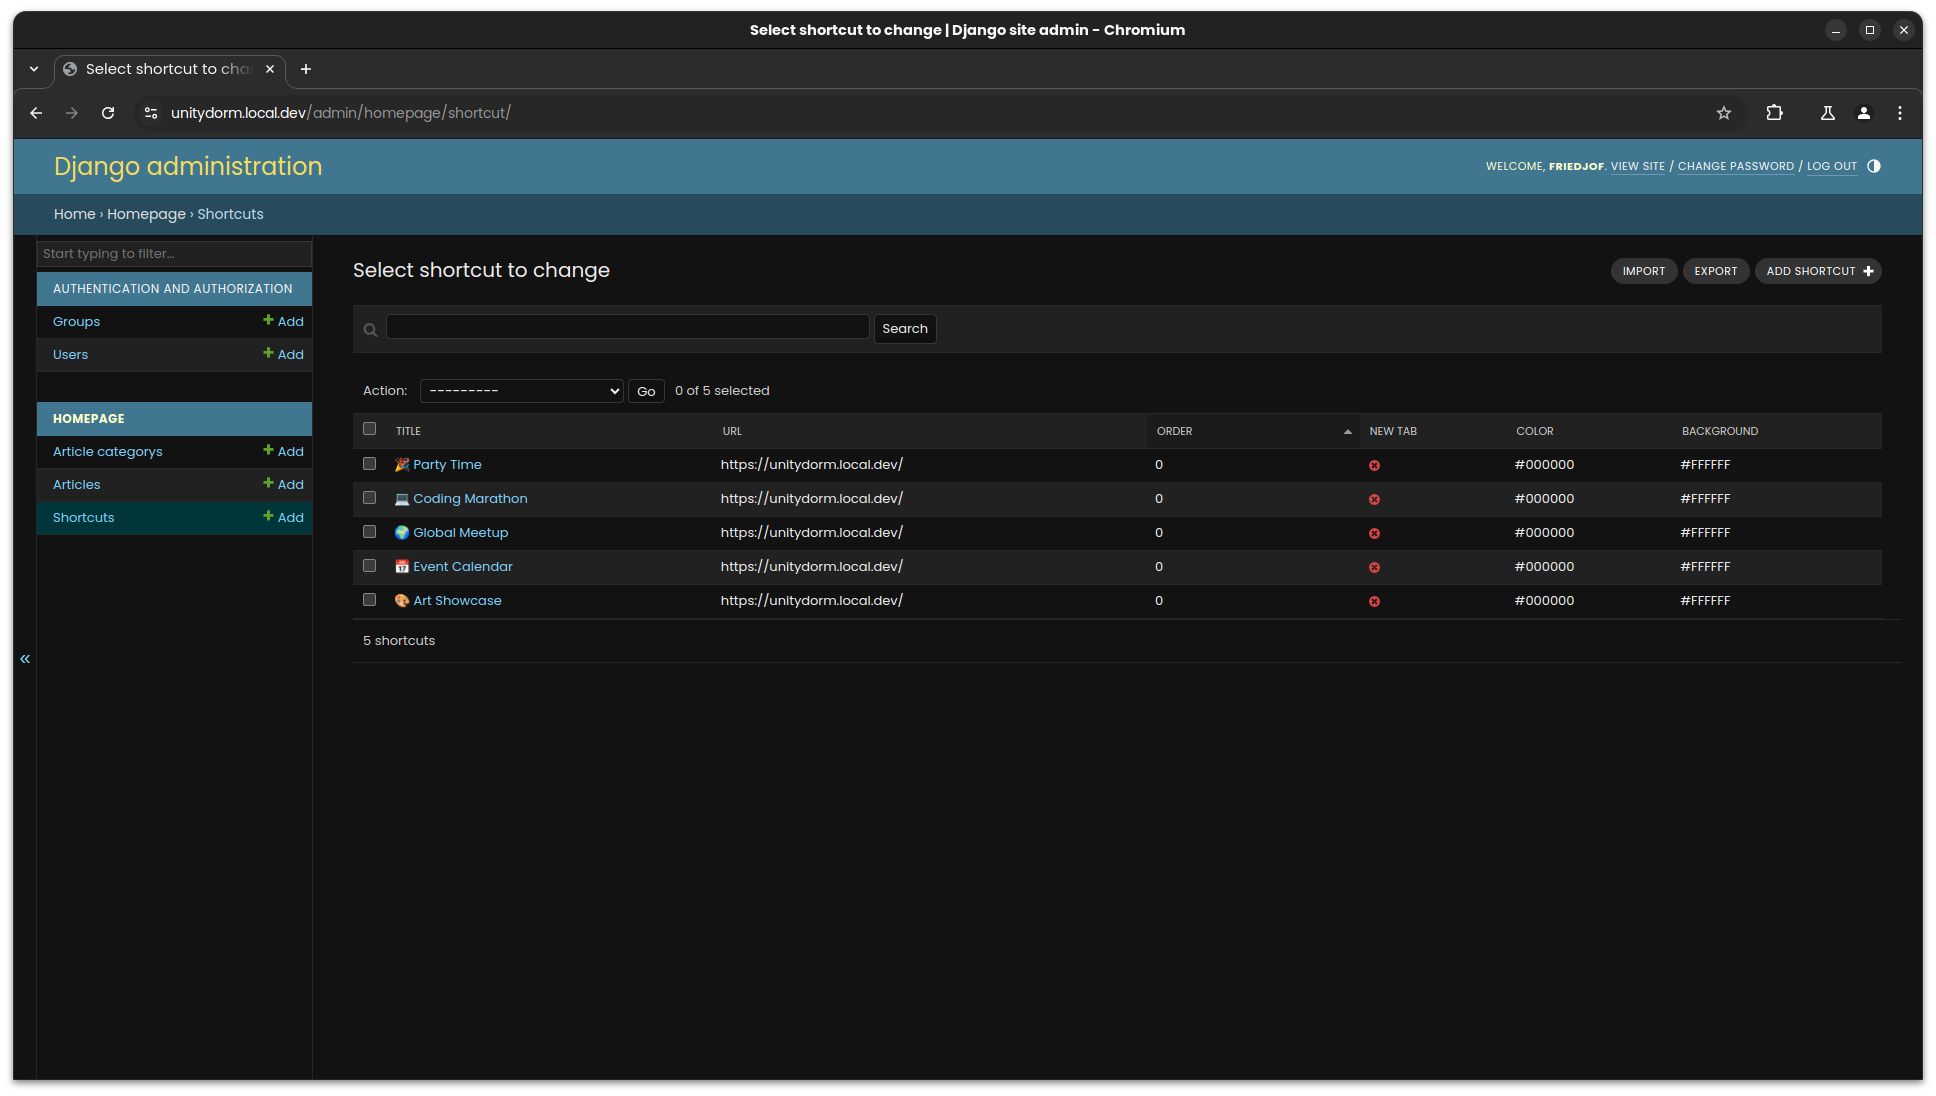 Select shortcut to change | Django site admin - Chromium
Select shortcut to cha
unitydorm.local.dev/admin/homepage/shortcut/
Django administration
WELCOME, FRIEDJOF. VIEW SITE / CHANGE PASSWORD / LOG OUT
Home › Homepage › Shortcuts
Start typing to filter...
AUTHENTICATION AND AUTHORIZATION
Groups + Add
Users + Add
HOMEPAGE
Article categorys + Add
Articles + Add
Shortcuts + Add
«
Select shortcut to change
IMPORT EXPORT ADD SHORTCUT +
Search
Action: --------- Go 0 of 5 selected
TITLE URL ORDER NEW TAB COLOR BACKGROUND
🎉 Party Time https://unitydorm.local.dev/ 0 #000000 #FFFFFF
💻 Coding Marathon https://unitydorm.local.dev/ 0 #000000 #FFFFFF
🌍 Global Meetup https://unitydorm.local.dev/ 0 #000000 #FFFFFF
📅 Event Calendar https://unitydorm.local.dev/ 0 #000000 #FFFFFF
🎨 Art Showcase https://unitydorm.local.dev/ 0 #000000 #FFFFFF
5 shortcuts